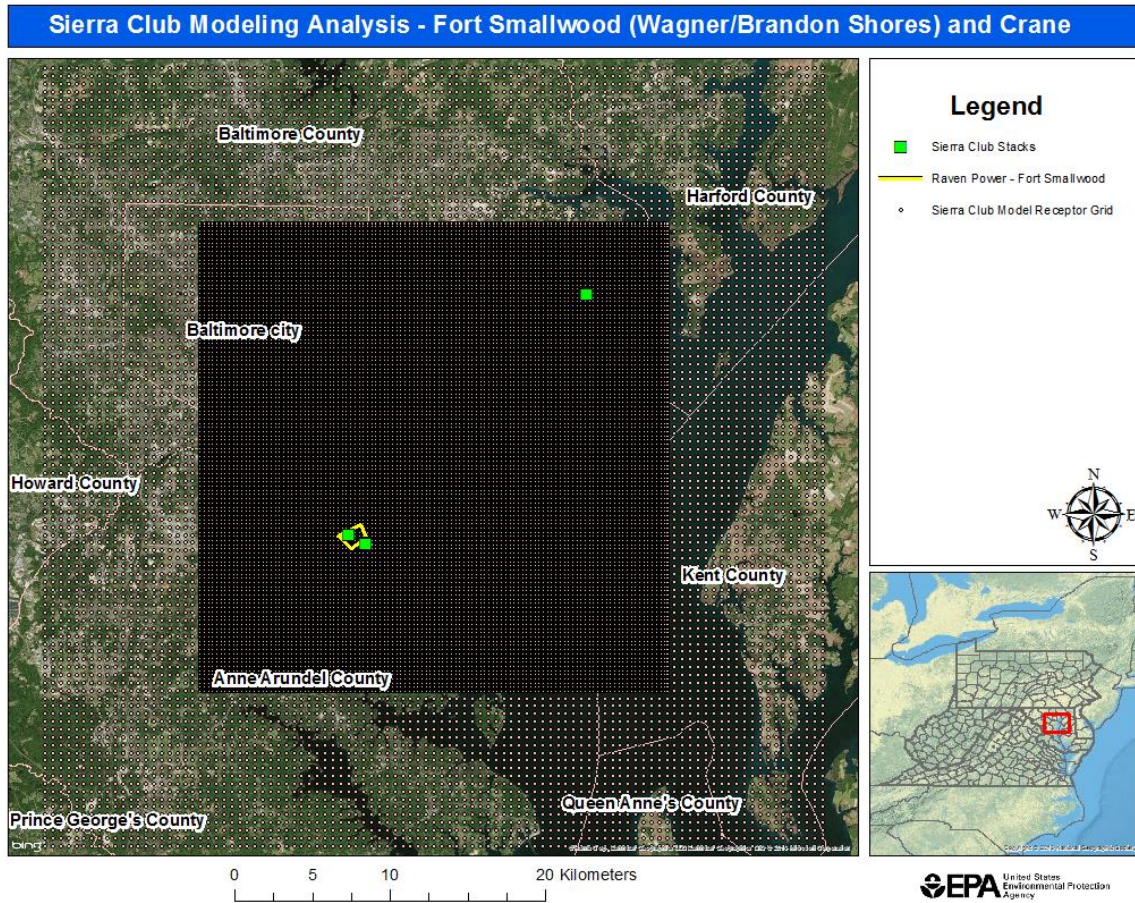 Sierra Club Modeling Analysis - Fort Smallwood (Wagner/Brandon Shores) and Crane
Baltimore County
Harford County
Baltimore city
Howard County
Kent County
Anne Arundel County
Queen Anne's County
Prince George's County
bing
Legend
Sierra Club Stacks
Raven Power - Fort Smallwood
Sierra Club Model Receptor Grid
N
W E
S
0 5 10 20 Kilometers
EPA
United States
Environmental Protection
Agency